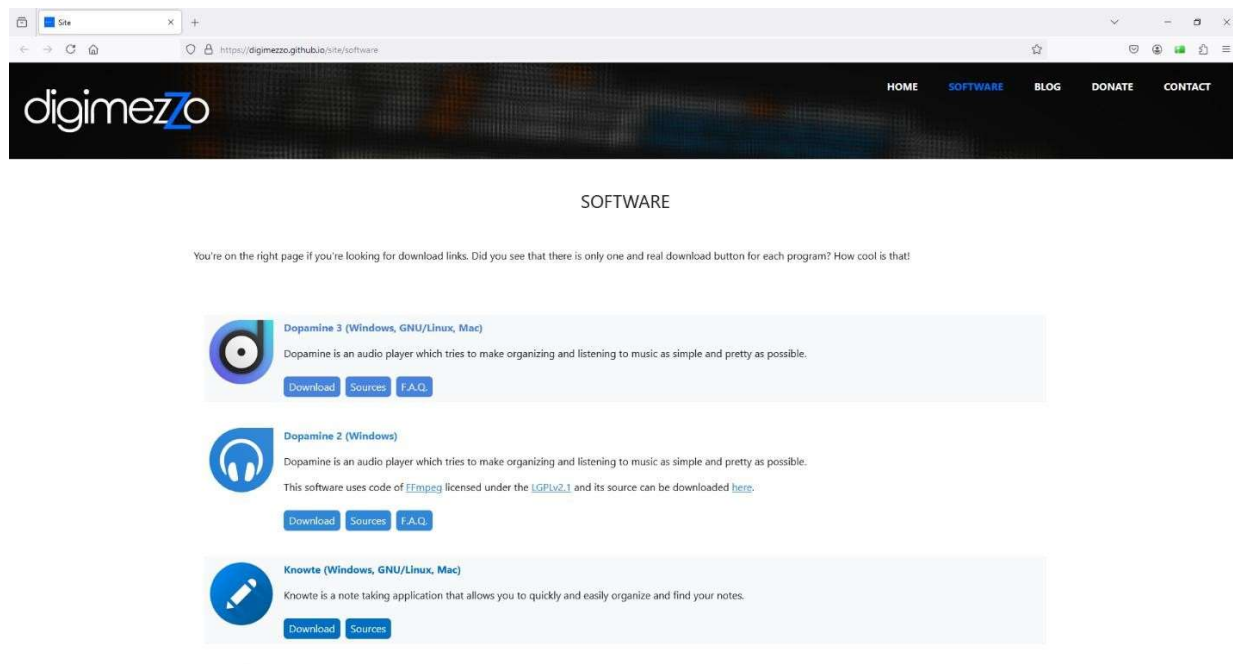 Site
https://digimezzo.github.io/site/software
digimezzo
HOME SOFTWARE BLOG DONATE CONTACT
SOFTWARE
You're on the right page if you're looking for download links. Did you see that there is only one and real download button for each program? How cool is that!
Dopamine 3 (Windows, GNU/Linux, Mac)
Dopamine is an audio player which tries to make organizing and listening to music as simple and pretty as possible.
Download Sources F.A.Q.
Dopamine 2 (Windows)
Dopamine is an audio player which tries to make organizing and listening to music as simple and pretty as possible.
This software uses code of FFmpeg licensed under the LGPLv2.1 and its source can be downloaded here.
Download Sources F.A.Q.
Knowte (Windows, GNU/Linux, Mac)
Knowte is a note taking application that allows you to quickly and easily organize and find your notes.
Download Sources